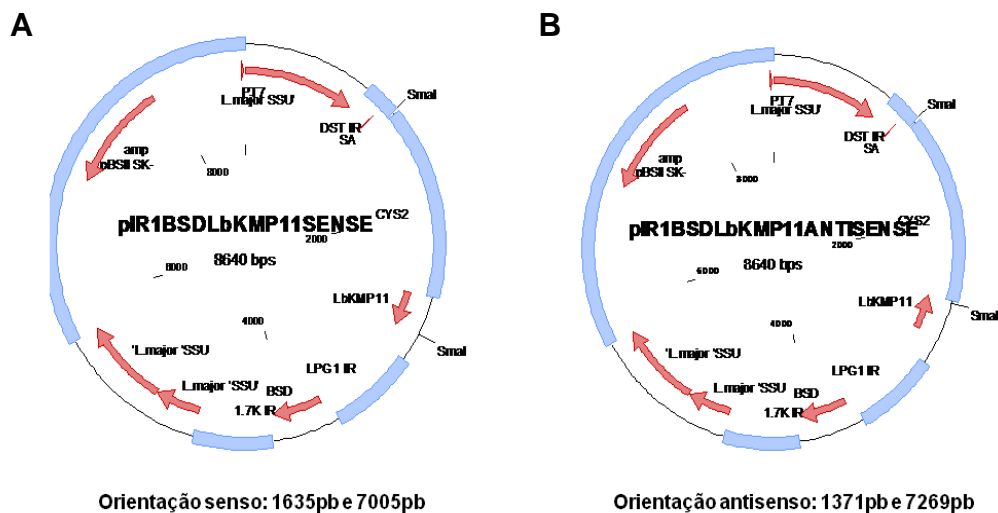 A
PT7
L.major SSU'
SmaI
DST IR
SA
amp
pBSII SK-
8000
pIR1BSDLbKMP11SENSE
CYS2
2000
8640 bps
6000
LbKMP11
4000
SmaI
'L.major 'SSU
LPG1 IR
L.major 'SSU'
BSD
1.7K IR
Orientação senso: 1635pb e 7005pb
B
PT7
L.major SSU'
SmaI
DST IR
SA
amp
pBSII SK-
8000
pIR1BSDLbKMP11ANTISENSE
CYS2
2000
8640 bps
6000
LbKMP11
SmaI
4000
'L.major 'SSU
LPG1 IR
L.major 'SSU'
BSD
1.7K IR
Orientação antisenso: 1371pb e 7269pb